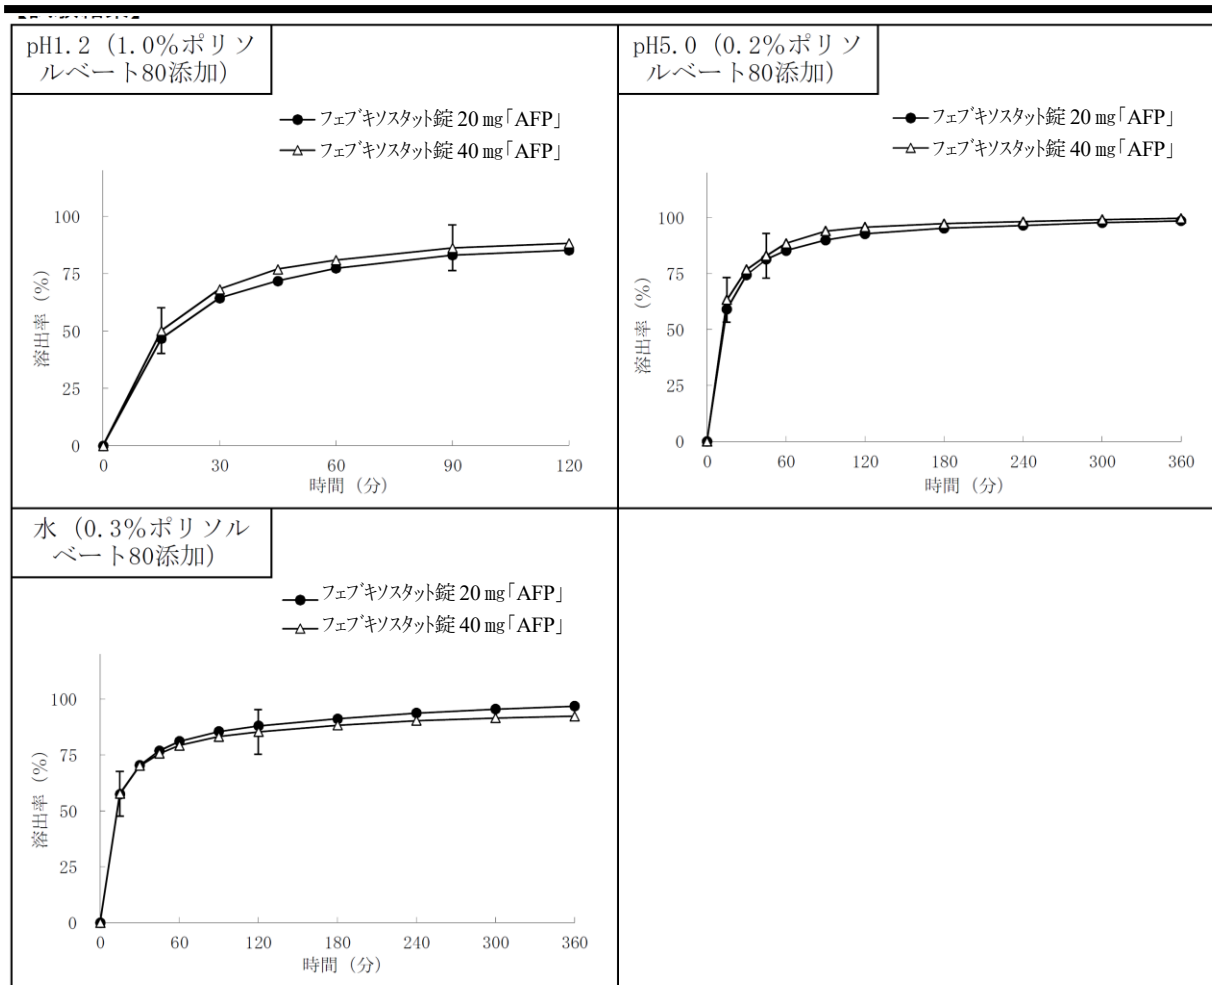 pH1.2 (1.0%ポリソ
ルベート80添加)
フェブキソスタット錠 20 ㎎「AFP」
フェブキソスタット錠 40 ㎎「AFP」
100
75
50
25
0
溶出率 (%)
0 30 60 90 120
時間 (分)
pH5.0 (0.2%ポリソ
ルベート80添加)
フェブキソスタット錠 20 ㎎「AFP」
フェブキソスタット錠 40 ㎎「AFP」
100
75
50
25
0
溶出率 (%)
0 60 120 180 240 300 360
時間 (分)
水 (0.3%ポリソル
ベート80添加)
フェブキソスタット錠 20 ㎎「AFP」
フェブキソスタット錠 40 ㎎「AFP」
100
75
50
25
0
溶出率 (%)
0 60 120 180 240 300 360
時間 (分)